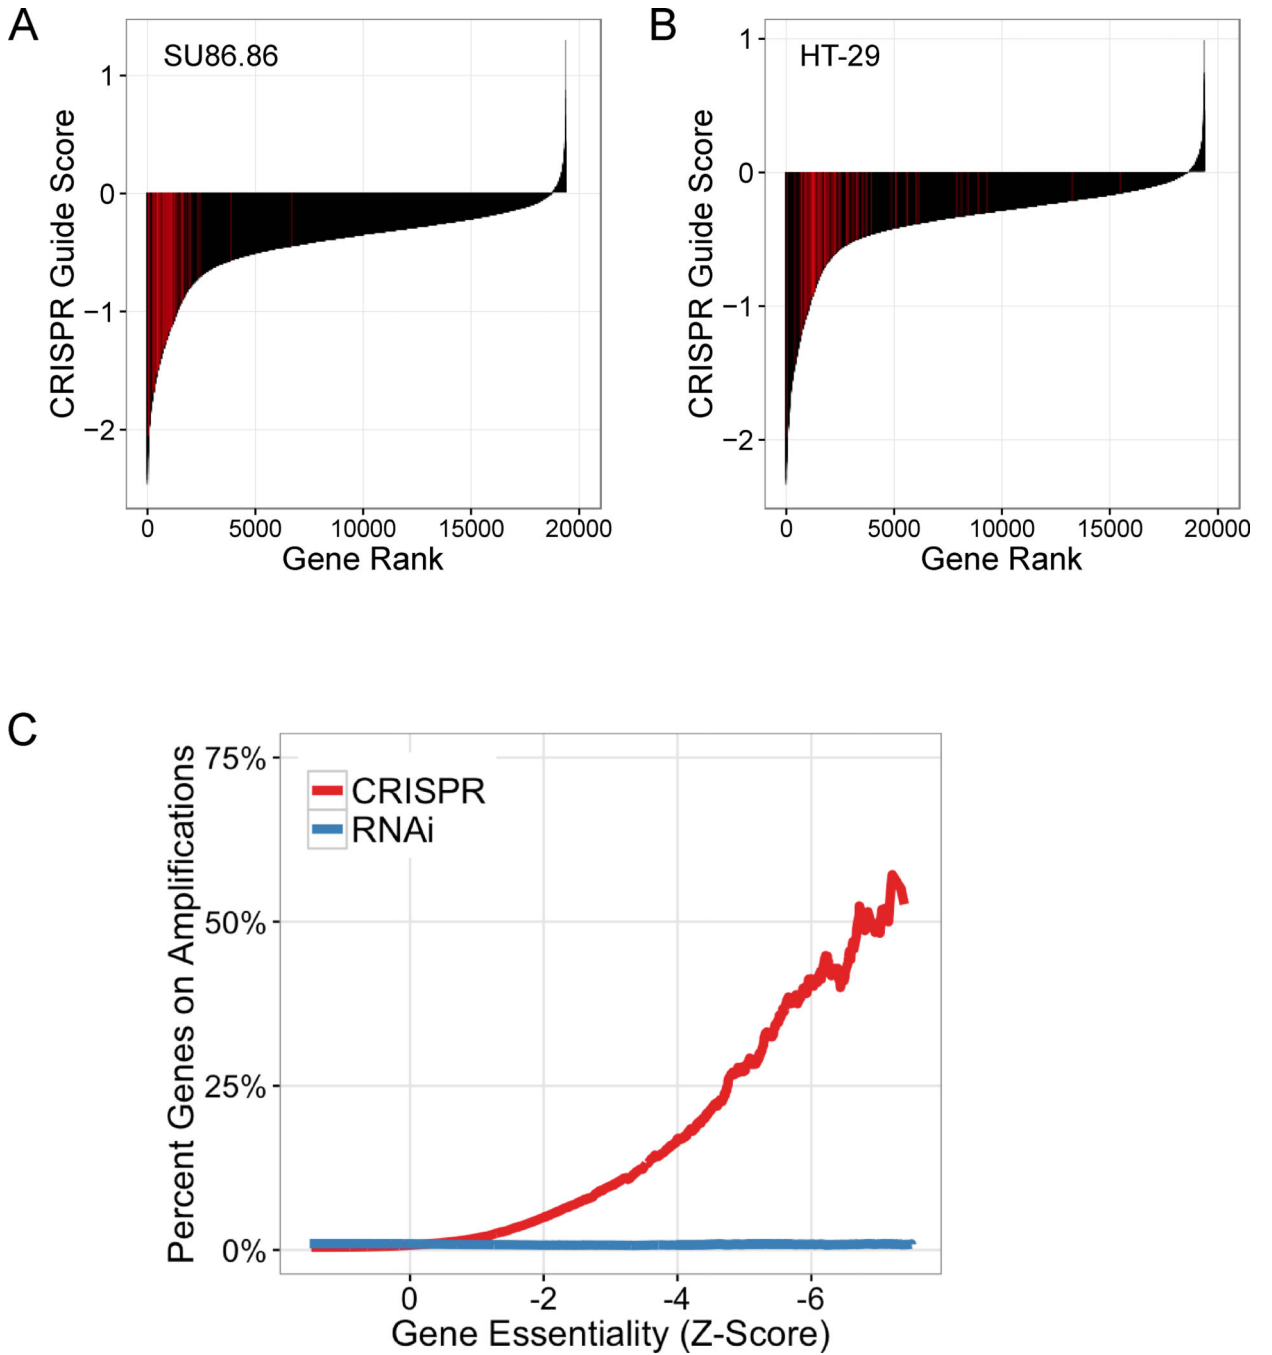 A
SU86.86
CRISPR Guide Score
1
0
−1
−2
0 5000 10000 15000 20000
Gene Rank
B
HT-29
CRISPR Guide Score
1
0
−1
−2
0 5000 10000 15000 20000
Gene Rank
C
Percent Genes on Amplifications
75%
50%
25%
0%
CRISPR
RNAi
0 -2 -4 -6
Gene Essentiality (Z-Score)